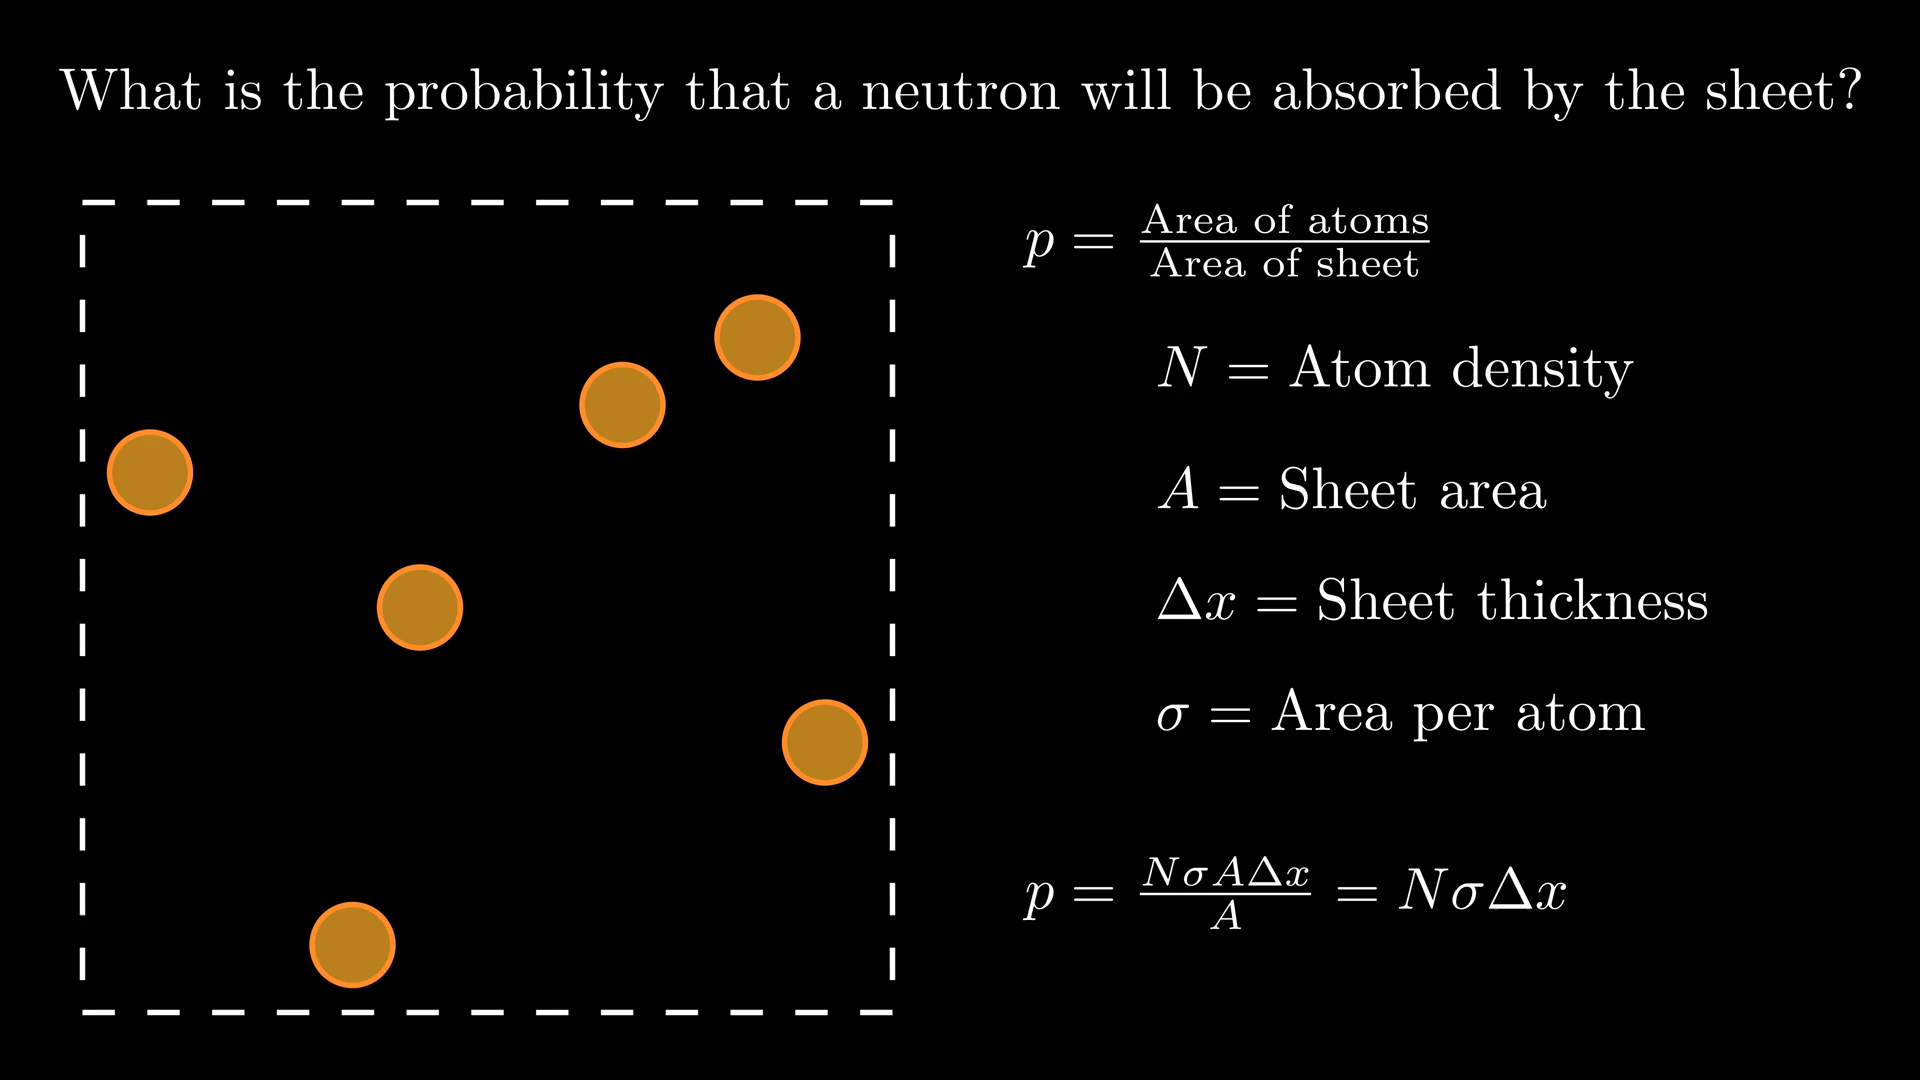 What is the probability that a neutron will be absorbed by the sheet?
p = Area of atoms / Area of sheet
N = Atom density
A = Sheet area
Δx = Sheet thickness
σ = Area per atom
p = NσAΔx / A = NσΔx